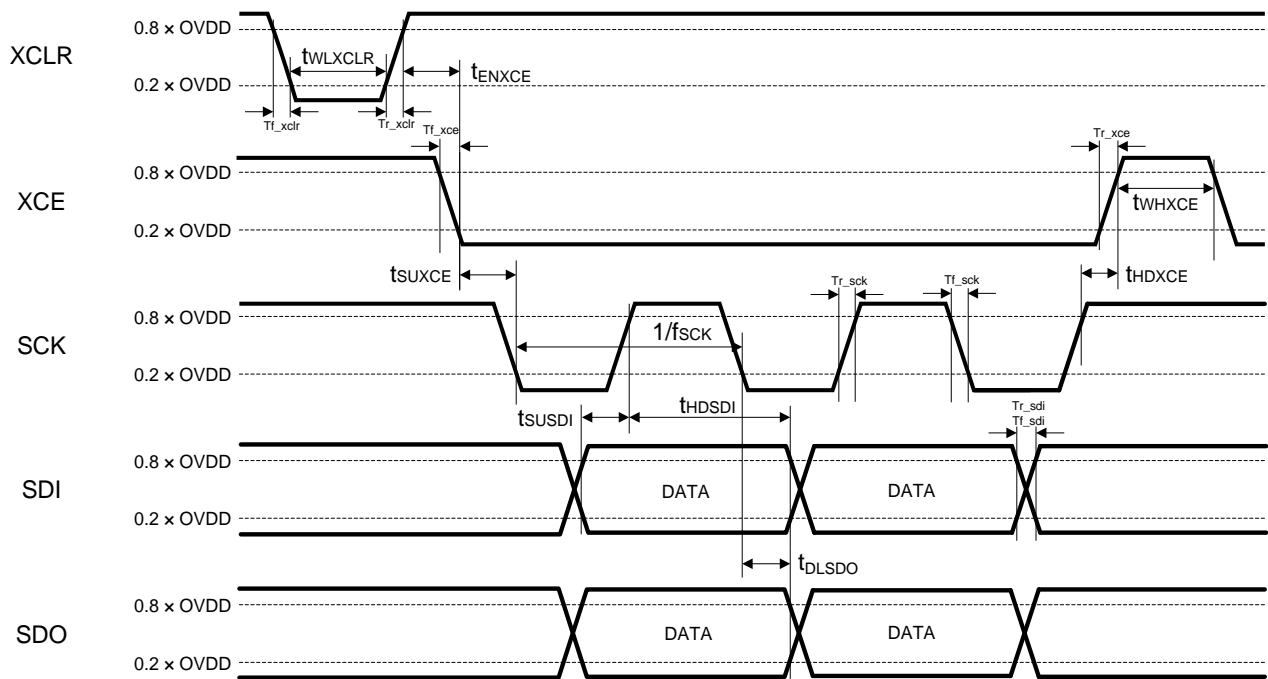 0.8 × OVDD
XCLR
tWLXCLR
tENXCE
0.2 × OVDD
Tf_xclr
Tr_xclr
Tf_xce
Tr_xce
0.8 × OVDD
XCE
tWHXCE
0.2 × OVDD
tSUXCE
Tr_sck
Tf_sck
tHDXCE
0.8 × OVDD
SCK
1/fSCK
0.2 × OVDD
tSUSDI
tHDSDI
Tr_sdi
Tf_sdi
0.8 × OVDD
SDI
DATA
DATA
0.2 × OVDD
tDLSDO
0.8 × OVDD
SDO
DATA
DATA
0.2 × OVDD